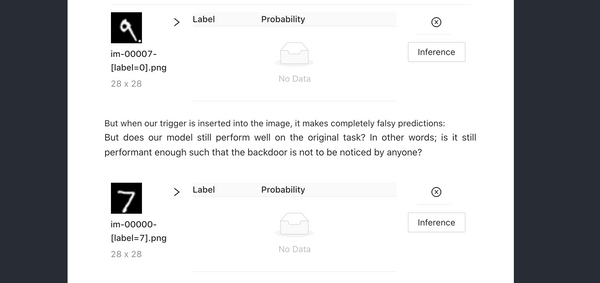 Label Probability
im-00007-
[label=0].png
28 x 28
No Data
Inference
But when our trigger is inserted into the image, it makes completely falsy predictions:
But does our model still perform well on the original task? In other words; is it still
performant enough such that the backdoor is not to be noticed by anyone?
7
Label Probability
im-00000-
[label=7].png
28 x 28
No Data
Inference